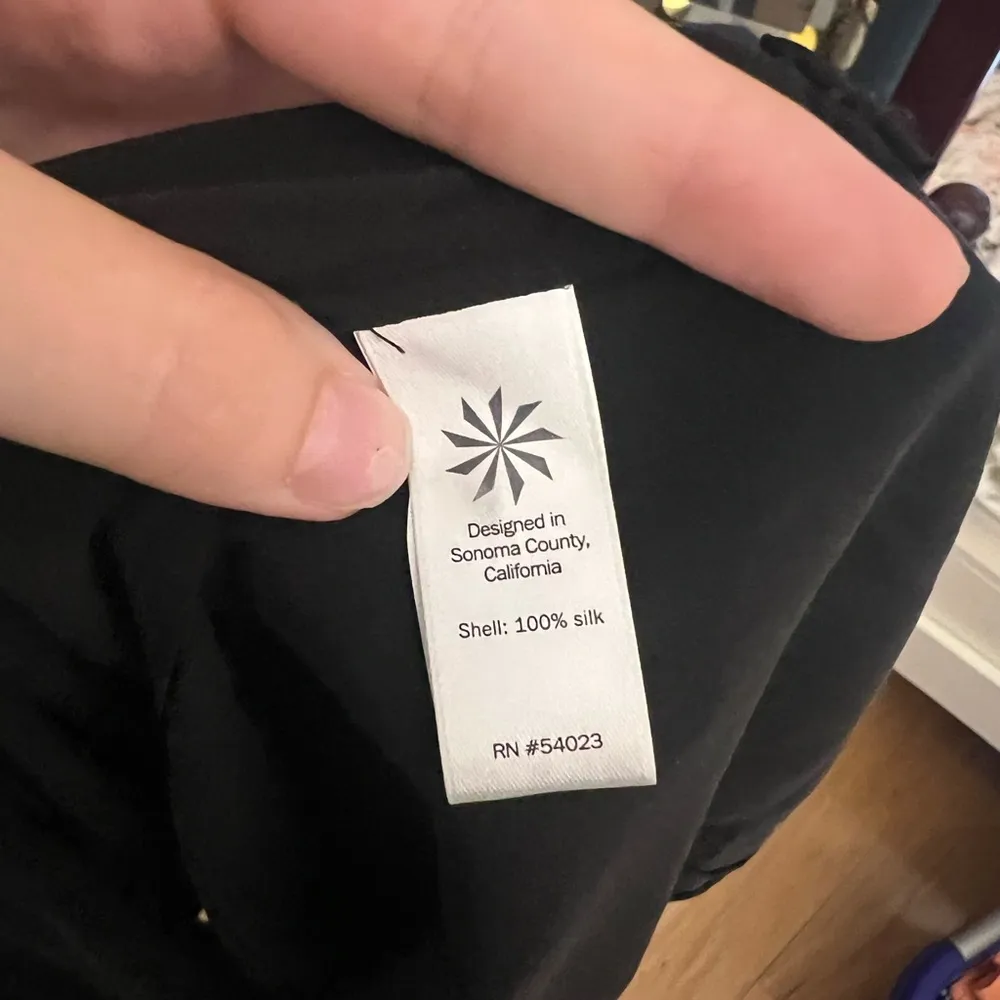 Designed in
Sonoma County,
California
Shell: 100% silk
RN #54023